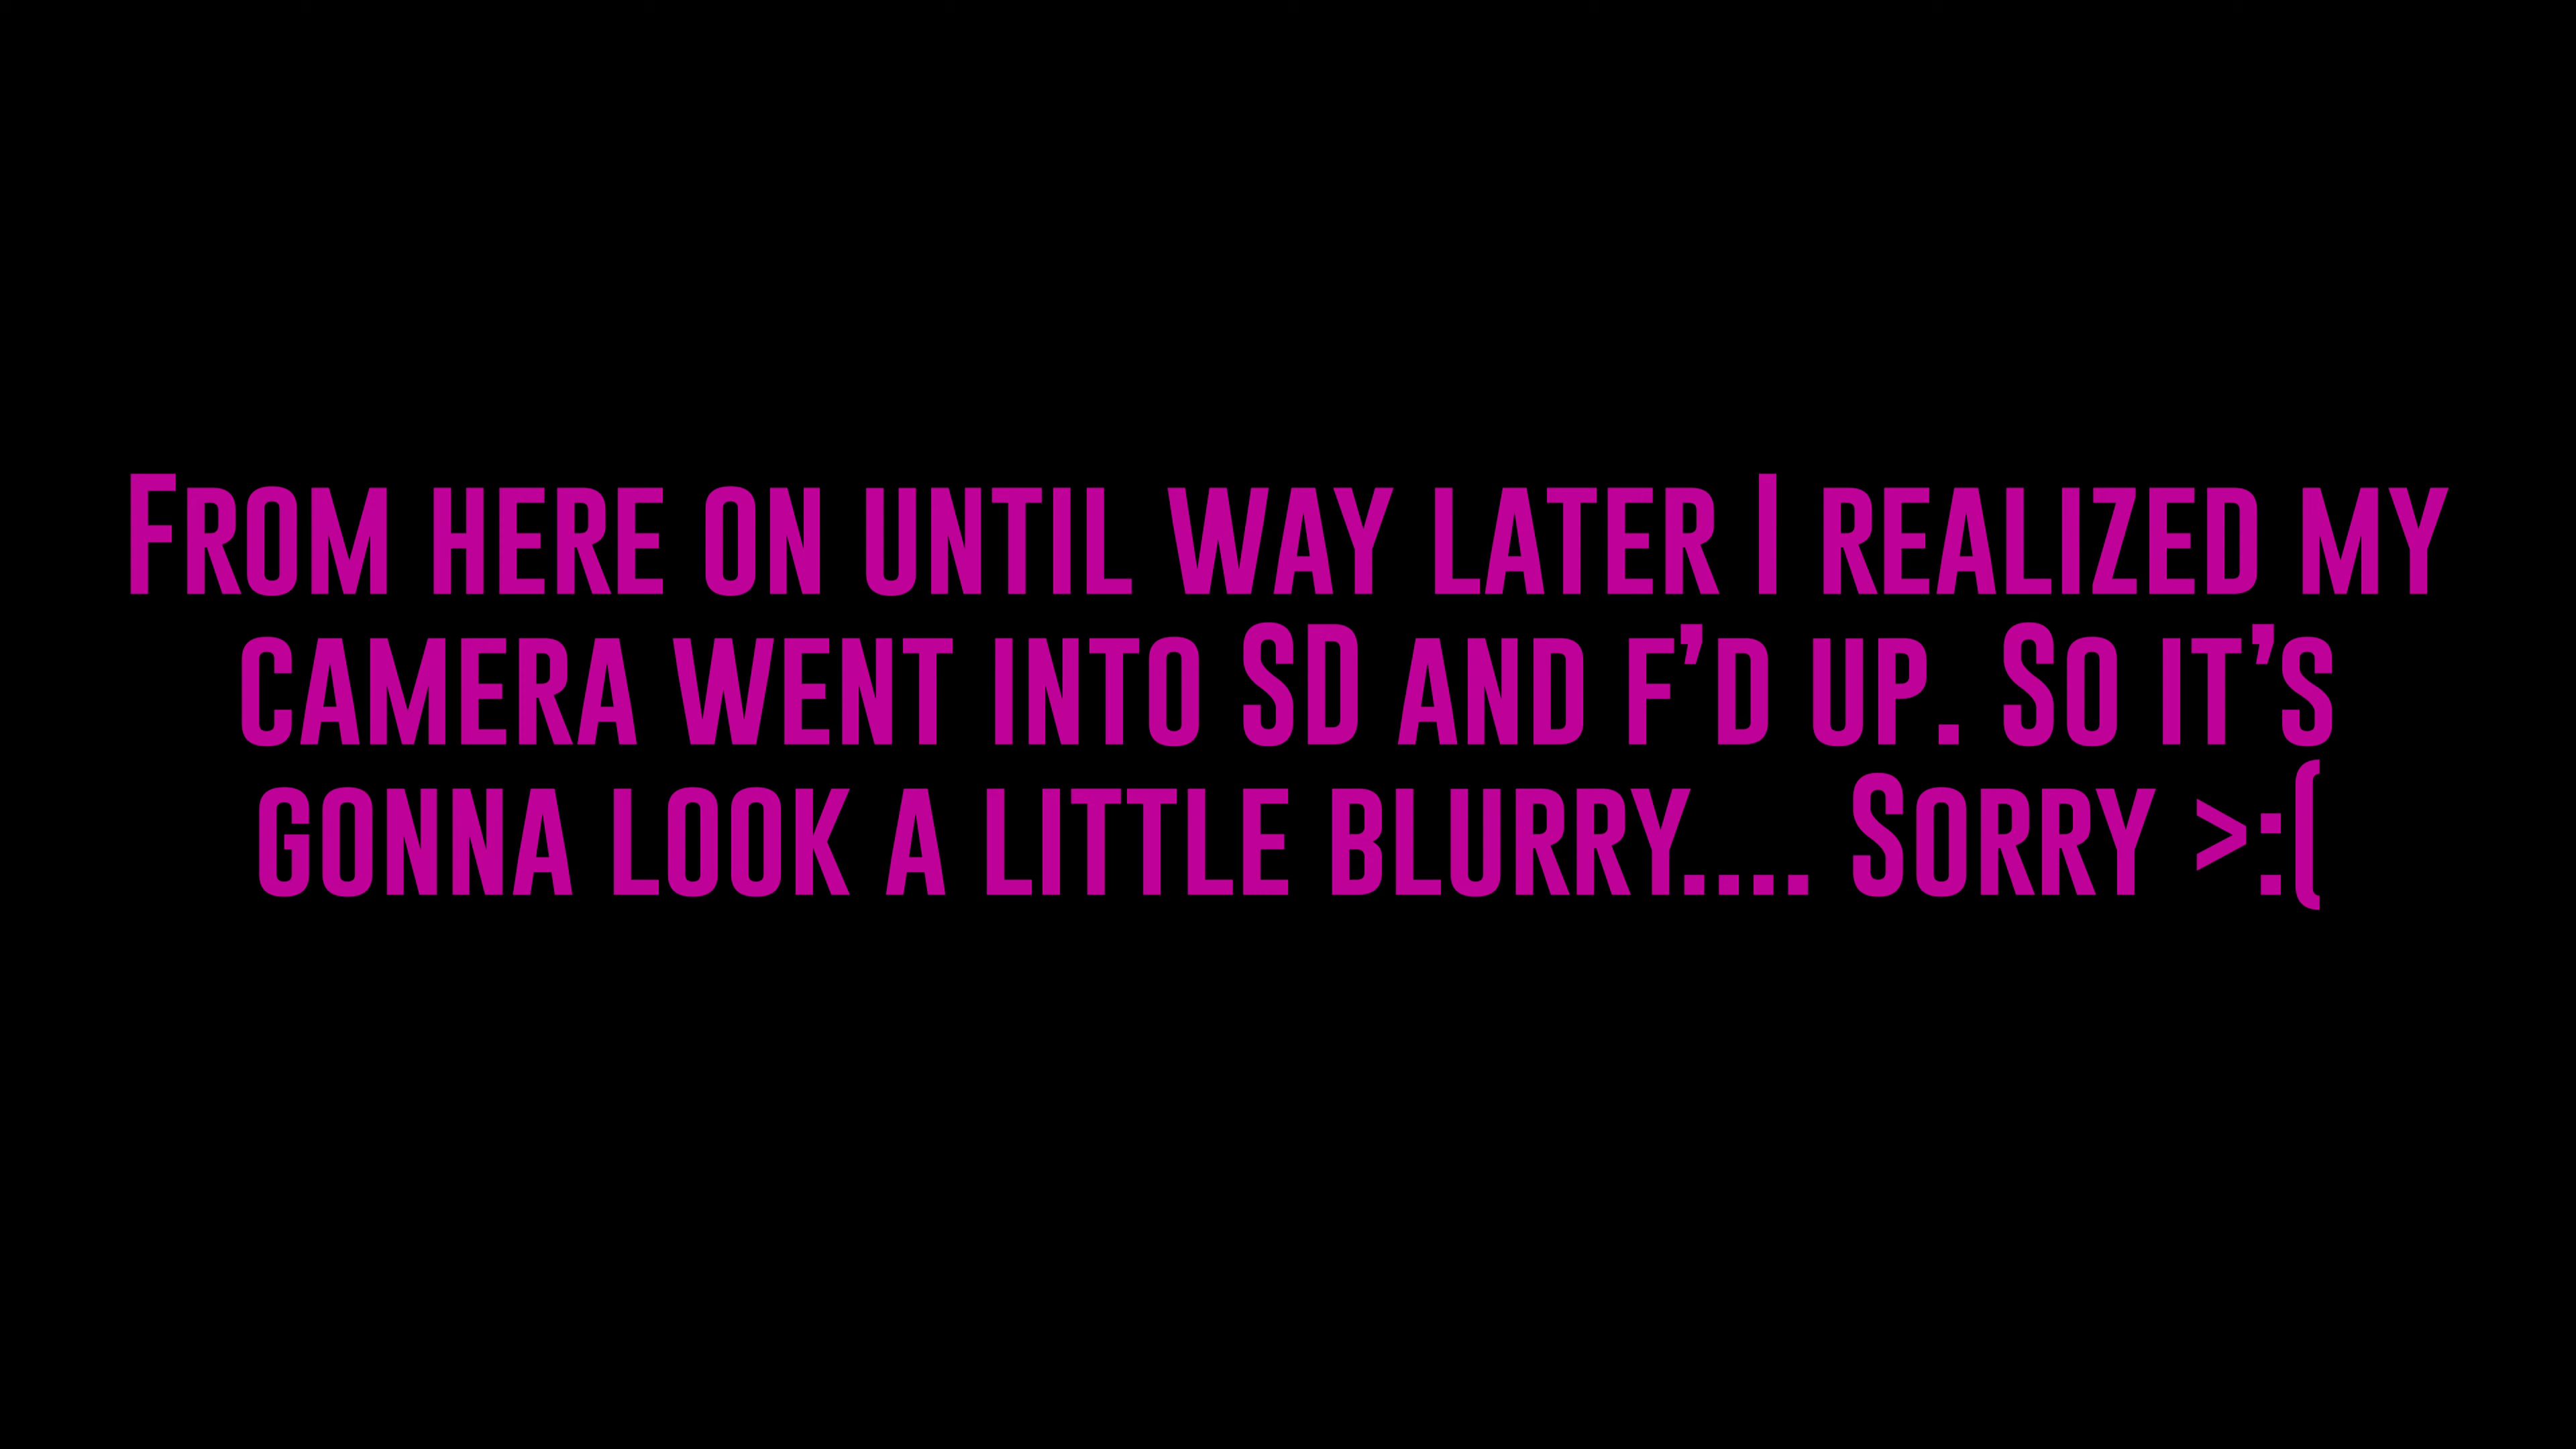 From here on until way later I realized my
camera went into SD and f’d up. So it’s
gonna look a little blurry.... Sorry >:(